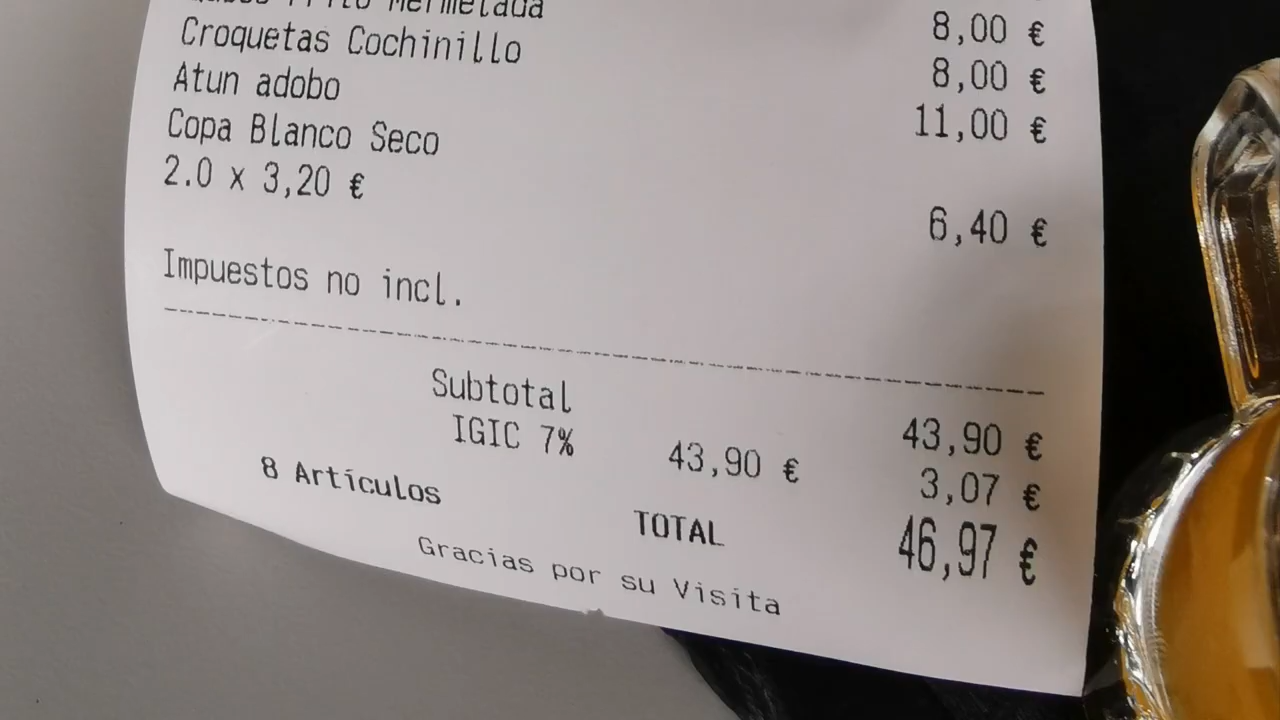 Frito Mermelada 8,00 €
Croquetas Cochinillo 8,00 €
Atun adobo 11,00 €
Copa Blanco Seco
2.0 x 3,20 € 6,40 €
Impuestos no incl.
Subtotal 43,90 €
IGIC 7% 43,90 € 3,07 €
8 Artículos TOTAL 46,97 €
Gracias por su Visita